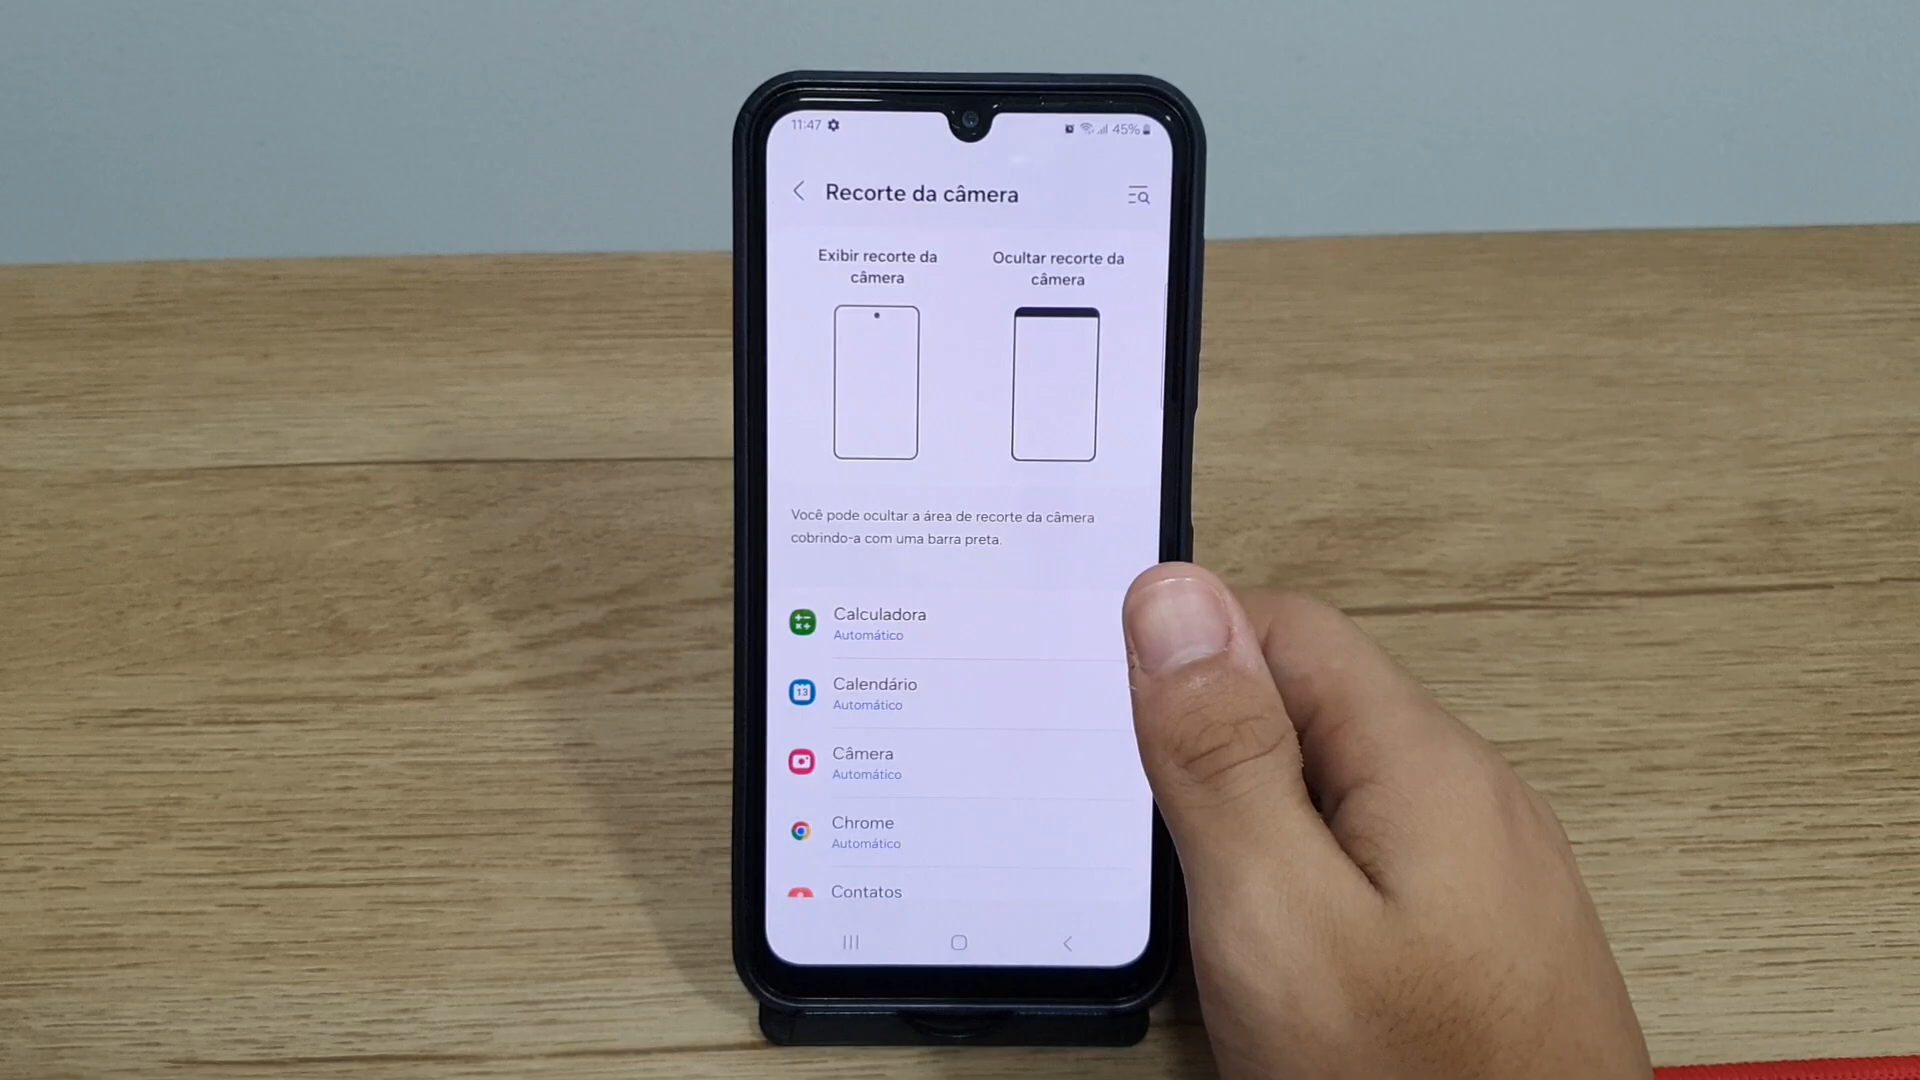 11:47
45%
Recorte da câmera
Exibir recorte da
câmera
Ocultar recorte da
câmera
Você pode ocultar a área de recorte da câmera
cobrindo-a com uma barra preta.
Calculadora
Automático
13
Calendário
Automático
Câmera
Automático
Chrome
Automático
Contatos